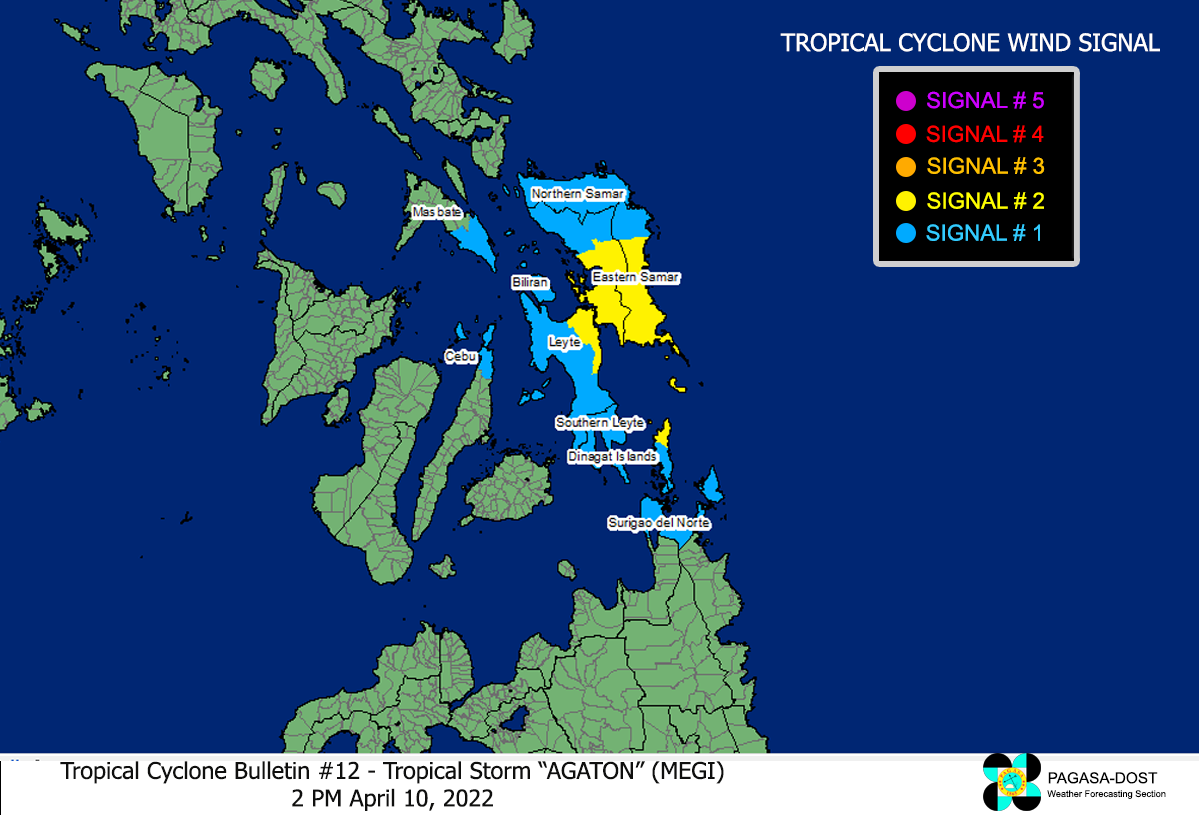 TROPICAL CYCLONE WIND SIGNAL
SIGNAL # 5
SIGNAL # 4
SIGNAL # 3
SIGNAL # 2
SIGNAL # 1
Northern Samar
Masbate
Eastern Samar
Biliran
Leyte
Cebu
Southern Leyte
Dinagat Islands
Surigao del Norte
Tropical Cyclone Bulletin #12 - Tropical Storm “AGATON” (MEGI)
2 PM April 10, 2022
PAGASA-DOST
Weather Forecasting Section